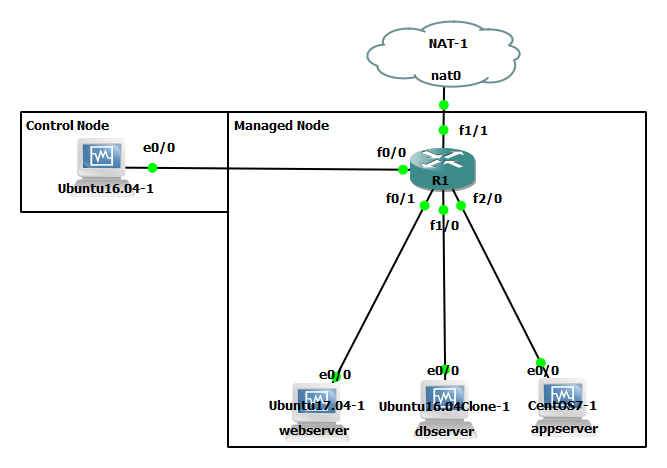 NAT-1
nat0
Control Node
Managed Node
f1/1
e0/0
f0/0
Ubuntu16.04-1
R1
f0/1
f2/0
f1/0
e0/0
e0/0
e0/0
Ubuntu17.04-1
Ubuntu16.04Clone-1
CentOS7-1
webserver
dbserver
appserver